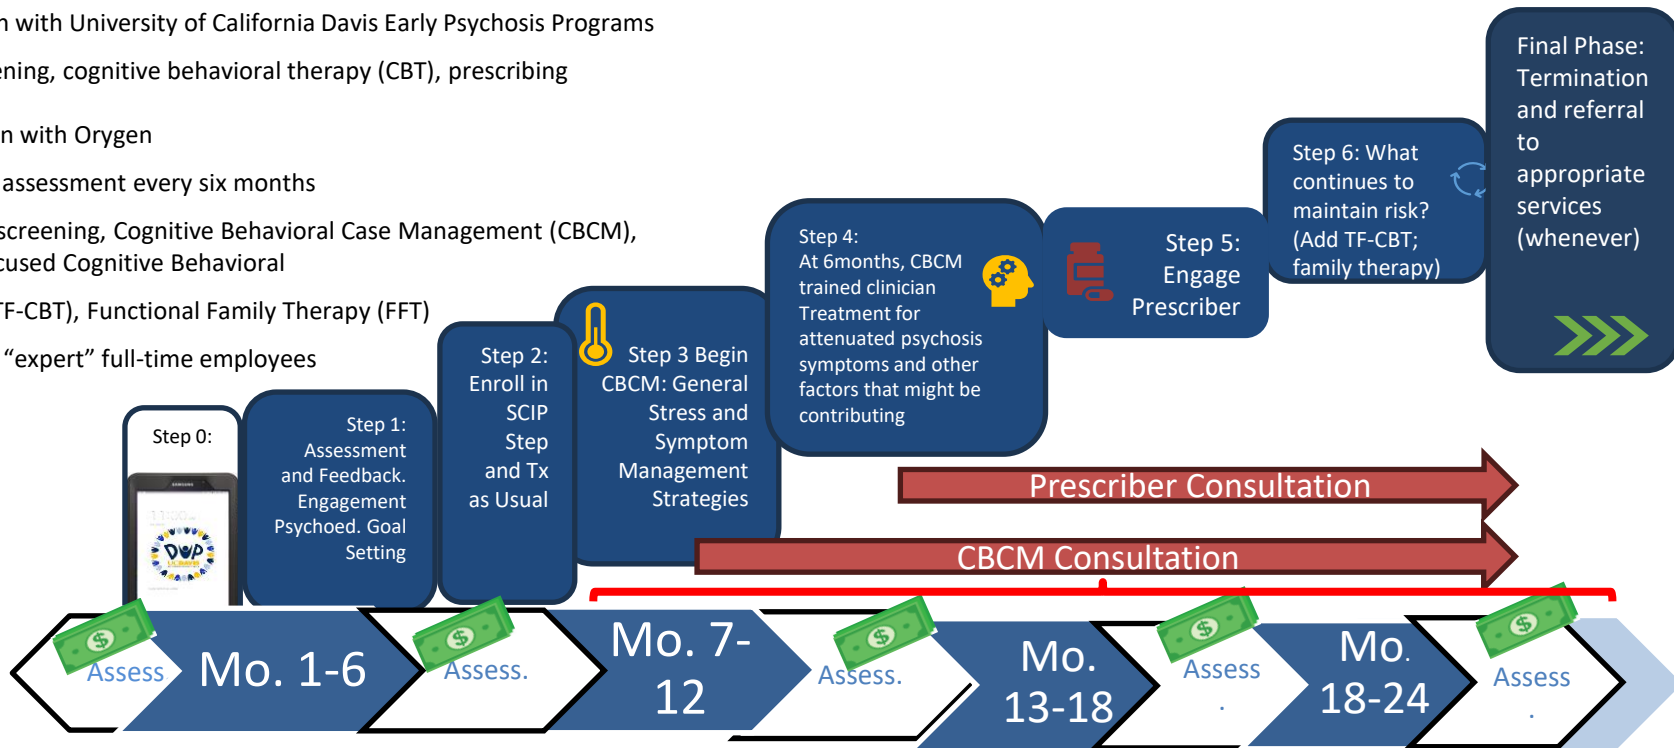 n with University of California Davis Early Psychosis Programs
ening, cognitive behavioral therapy (CBT), prescribing
n with Orygen
assessment every six months
screening, Cognitive Behavioral Case Management (CBCM),
cused Cognitive Behavioral
TF-CBT), Functional Family Therapy (FFT)
“expert” full-time employees
Step 0:
SAMSUNG
11:00
DUP
UC DAVIS
Step 1:
Assessment
and Feedback.
Engagement
Psychoed. Goal
Setting
Step 2:
Enroll in
SCIP
Step
and Tx
as Usual
Step 3 Begin
CBCM: General
Stress and
Symptom
Management
Strategies
Step 4:
At 6months, CBCM
trained clinician
Treatment for
attenuated psychosis
symptoms and other
factors that might be
contributing
Step 5:
Engage
Prescriber
Step 6: What
continues to
maintain risk?
(Add TF-CBT;
family therapy)
Final Phase:
Termination
and referral
to
appropriate
services
(whenever)
Prescriber Consultation
CBCM Consultation
$
Assess
Mo. 1-6
$
Assess.
Mo. 7-
12
$
Assess.
Mo.
13-18
$
Assess
.
Mo.
18-24
$
Assess
.